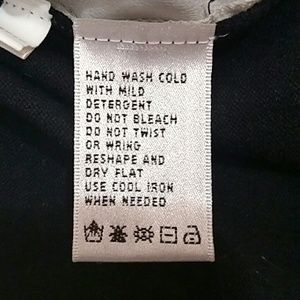 HAND WASH COLD
WITH MILD
DETERGENT
DO NOT BLEACH
DO NOT TWIST
OR WRING
RESHAPE AND
DRY FLAT
USE COOL IRON
WHEN NEEDED